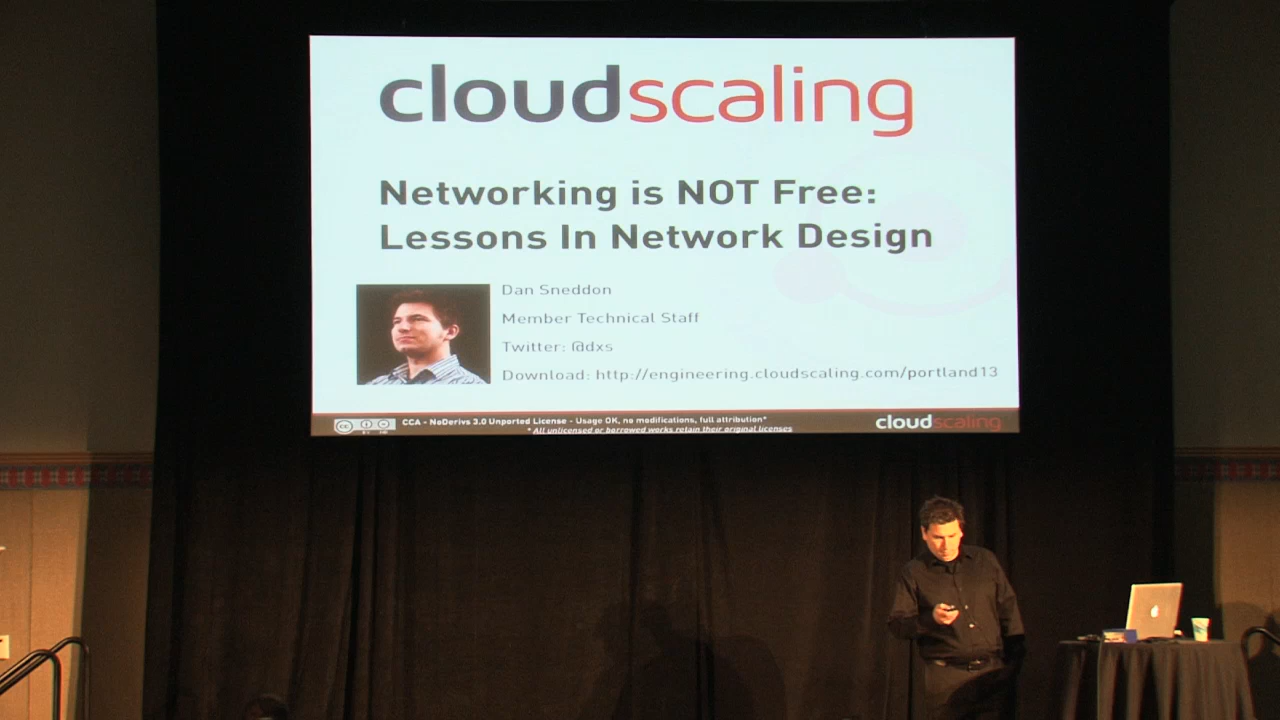 cloudscaling
Networking is NOT Free:
Lessons In Network Design
Dan Sneddon
Member Technical Staff
Twitter: @dxs
Download: http://engineering.cloudscaling.com/portland13
CCA - NoDerivs 3.0 Unported License - Usage OK, no modifications, full attribution*
* All unlicensed or borrowed works retain their original licenses
cloudscaling